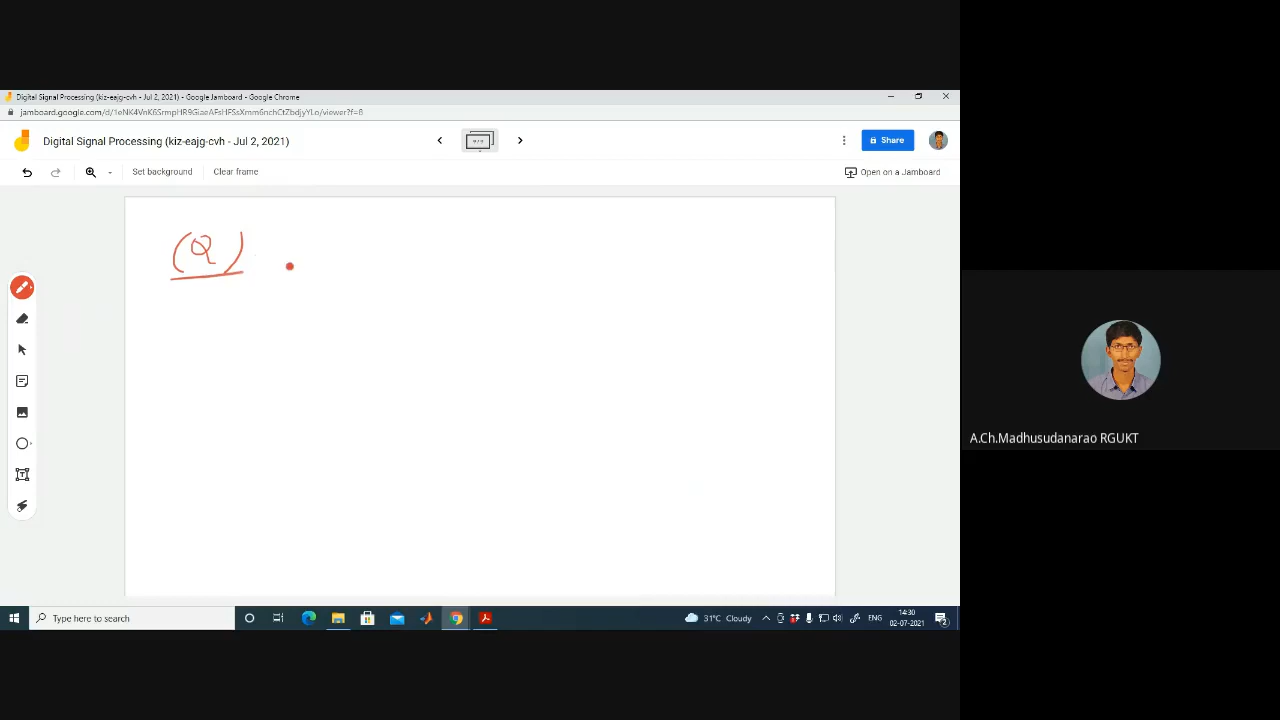 Digital Signal Processing (kiz-eajg-cvh - Jul 2, 2021) - Google Jamboard - Google Chrome
Digital Signal Processing (kiz-eajg-cvh - Jul 2, 2021)
Share
Set background
Clear frame
Open on a Jamboard
(Q)
A.Ch.Madhusudanarao RGUKT
Type here to search
31°C Cloudy
ENG
14:30
02-07-2021
2